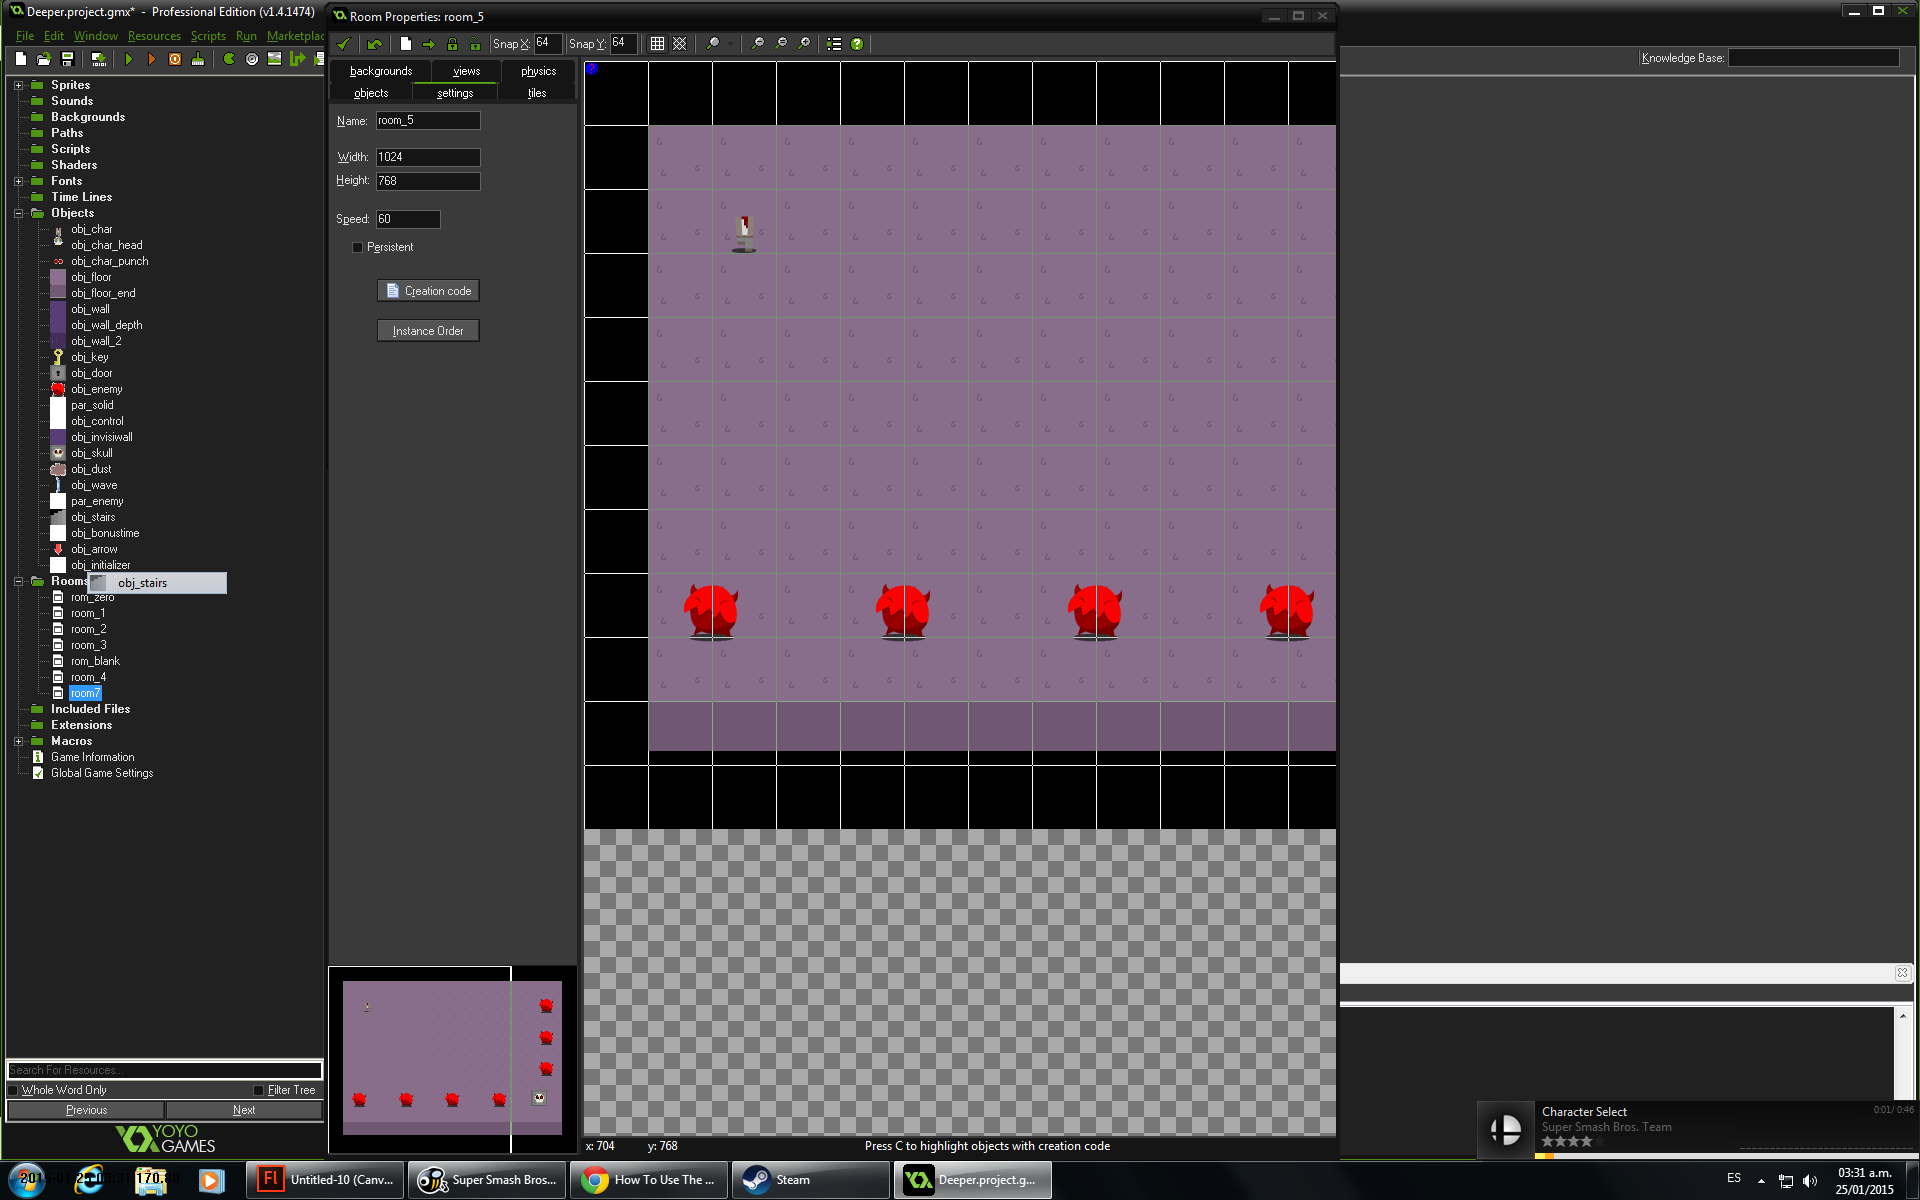 Deeper.project.gmx* - Professional Edition (v1.4.1474)
File Edit Window Resources Scripts Run Marketplac
Room Properties: room_5
Snap X: 64 Snap Y: 64
Knowledge Base:
Sprites
Sounds
Backgrounds
Paths
Scripts
Shaders
Fonts
Time Lines
Objects
obj_char
obj_char_head
obj_char_punch
obj_floor
obj_floor_end
obj_wall
obj_wall_depth
obj_wall_2
obj_key
obj_door
obj_enemy
par_solid
obj_control
obj_invisiwall
obj_skull
obj_dust
obj_wave
par_enemy
obj_stairs
obj_bonustime
obj_arrow
obj_initializer
Rooms
obj_stairs
rom_zero
room_1
room_2
room_3
rom_blank
room_4
room7
Included Files
Extensions
Macros
Game Information
Global Game Settings
Search For Resources...
Whole Word Only Filter Tree
Previous Next
YOYO
GAMES
backgrounds views physics
objects settings tiles
Name: room_5
Width: 1024
Height: 768
Speed: 60
Persistent
Creation code
Instance Order
x: 704 y: 768 Press C to highlight objects with creation code
Character Select 0:01/ 0:46
Super Smash Bros. Team
Untitled-10 (Canv...
Super Smash Bros...
How To Use The ...
Steam
Deeper.project.g...
ES
03:31 a.m.
25/01/2015